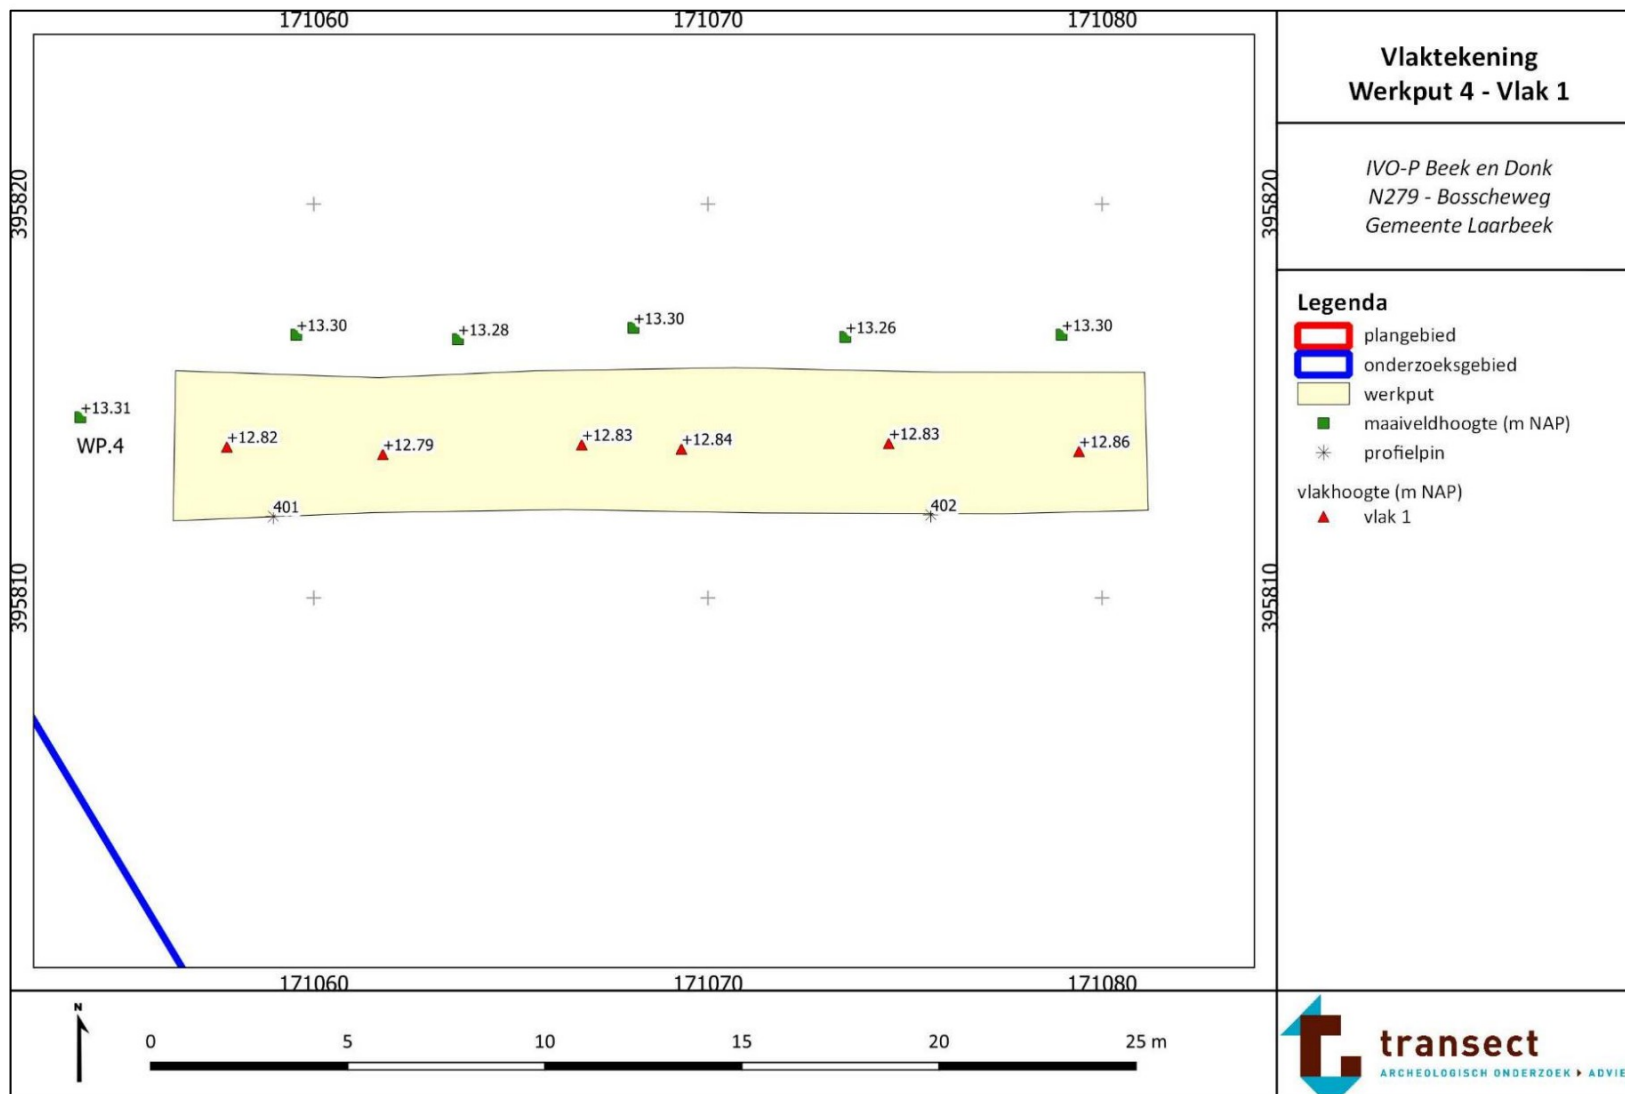 171060 171070 171080
Vlaktekening
Werkput 4 - Vlak 1
IVO-P Beek en Donk
N279 - Bosscheweg
Gemeente Laarbeek
395820 395820
+13.30 +13.28 +13.30 +13.26 +13.30
+13.31
WP.4
+12.82 +12.79 +12.83 +12.84 +12.83 +12.86
401 402
395810 395810
Legenda
plangebied
onderzoeksgebied
werkput
maaiveldhoogte (m NAP)
profielpin
vlakhoogte (m NAP)
vlak 1
171060 171070 171080
N
0 5 10 15 20 25 m
transect
ARCHEOLOGISCH ONDERZOEK ADVIE